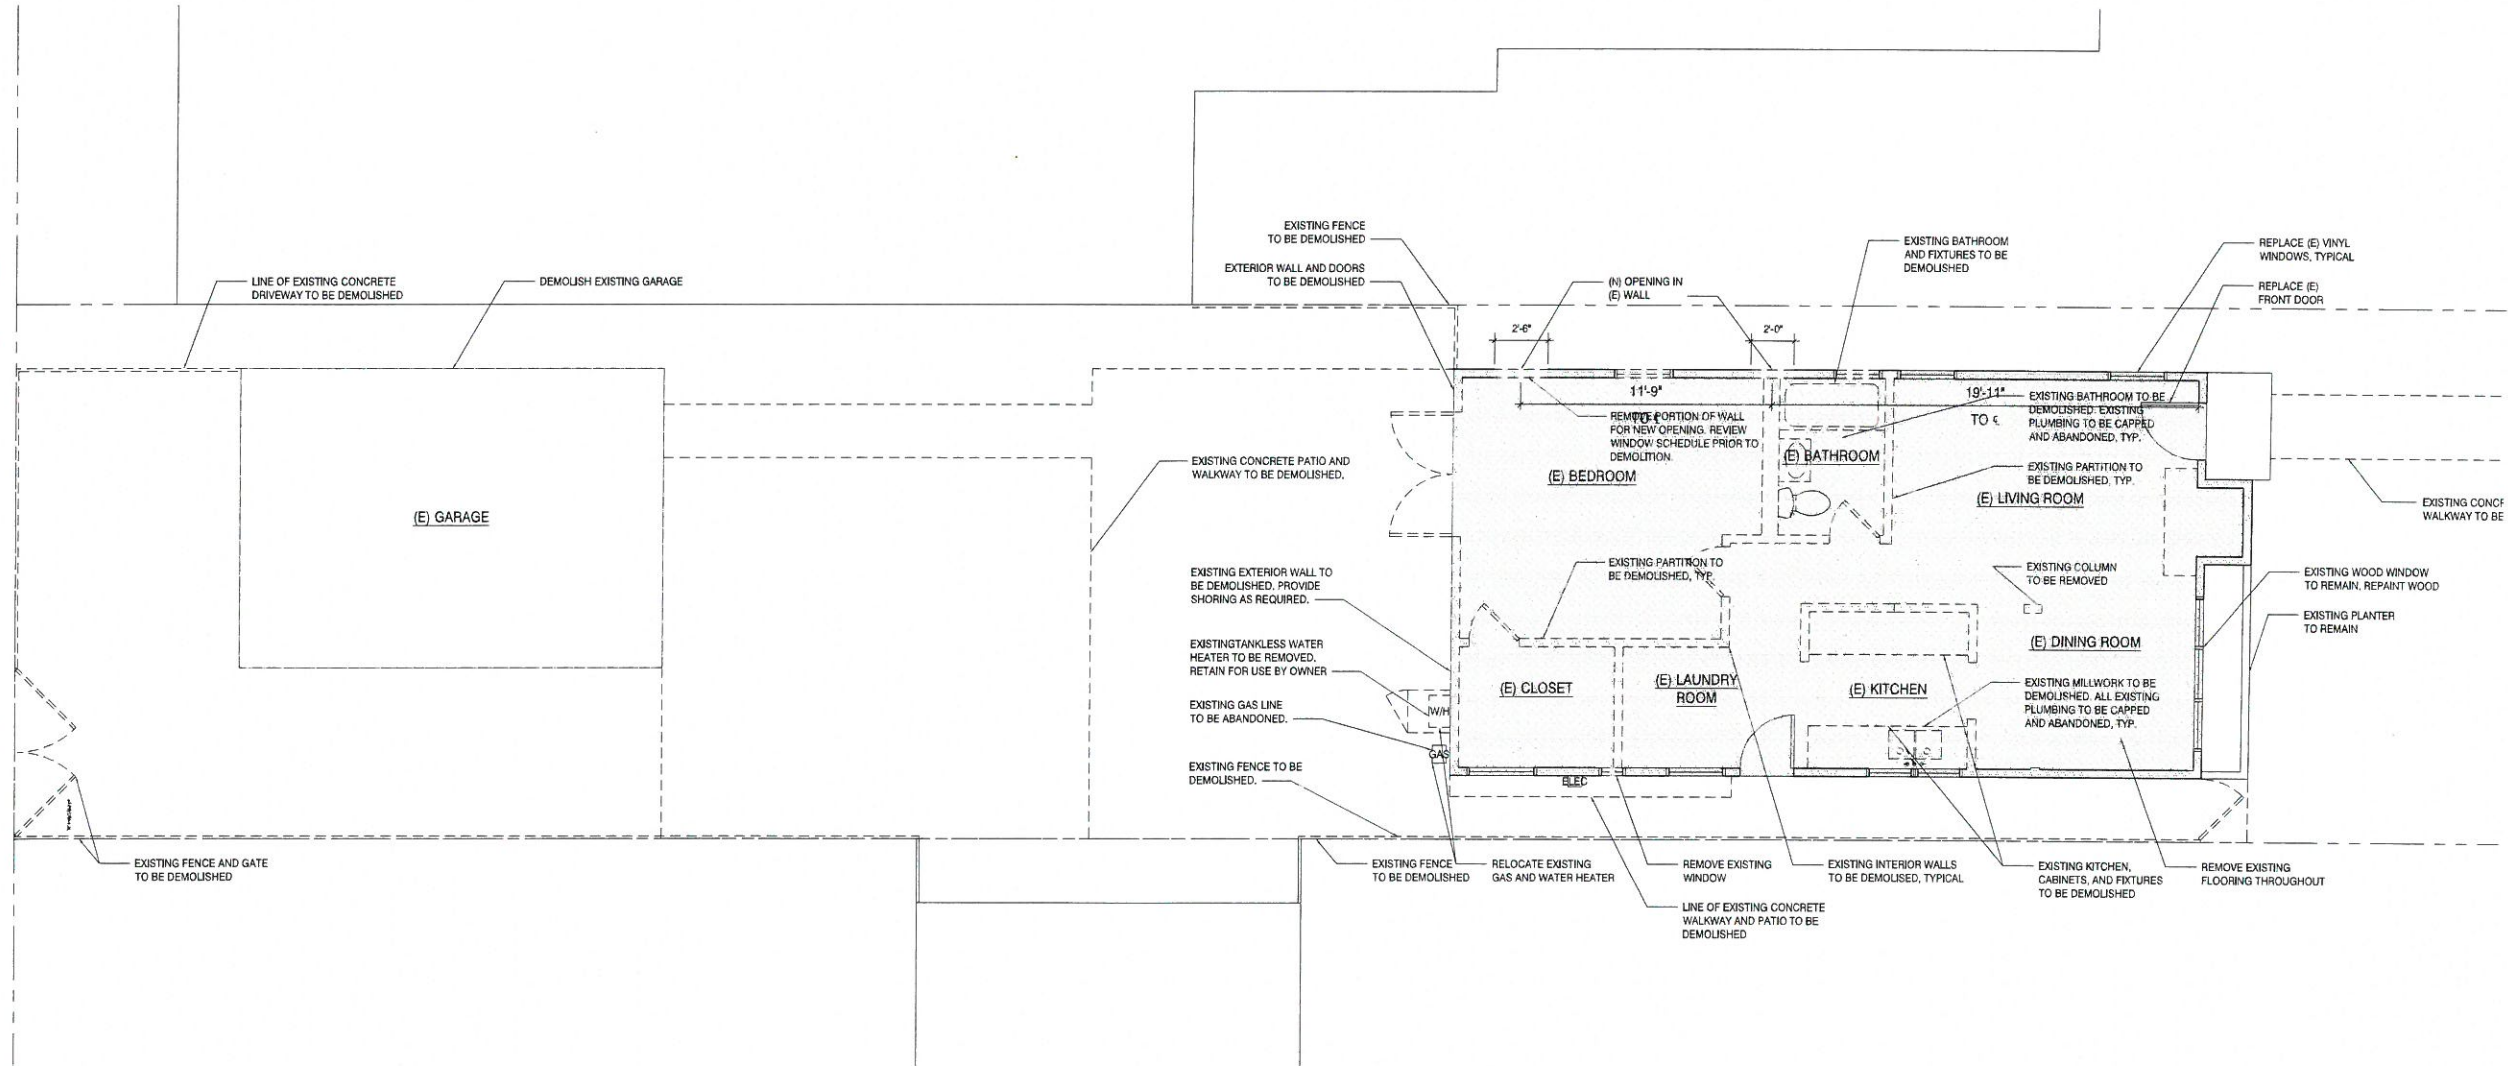 EXISTING FENCE
TO BE DEMOLISHED
EXTERIOR WALL AND DOORS
TO BE DEMOLISHED
LINE OF EXISTING CONCRETE
DRIVEWAY TO BE DEMOLISHED
DEMOLISH EXISTING GARAGE
(N) OPENING IN
(E) WALL
EXISTING BATHROOM
AND FIXTURES TO BE
DEMOLISHED
REPLACE (E) VINYL
WINDOWS, TYPICAL
REPLACE (E)
FRONT DOOR
2'-6"
2'-0"
11'-9"
TO ℄
19'-11"
TO ℄
REMOVE PORTION OF WALL
FOR NEW OPENING. REVIEW
WINDOW SCHEDULE PRIOR TO
DEMOLITION.
EXISTING BATHROOM TO BE
DEMOLISHED. EXISTING
PLUMBING TO BE CAPPED
AND ABANDONED, TYP.
(E) BATHROOM
(E) BEDROOM
EXISTING PARTITION TO
BE DEMOLISHED, TYP.
(E) LIVING ROOM
EXISTING CONCRETE PATIO AND
WALKWAY TO BE DEMOLISHED.
EXISTING CONCR
WALKWAY TO BE
(E) GARAGE
EXISTING EXTERIOR WALL TO
BE DEMOLISHED. PROVIDE
SHORING AS REQUIRED.
EXISTING PARTITION TO
BE DEMOLISHED, TYP.
EXISTING COLUMN
TO BE REMOVED
EXISTING WOOD WINDOW
TO REMAIN, REPAINT WOOD
EXISTING PLANTER
TO REMAIN
EXISTINGTANKLESS WATER
HEATER TO BE REMOVED.
RETAIN FOR USE BY OWNER
(E) DINING ROOM
(E) CLOSET
(E) LAUNDRY
ROOM
(E) KITCHEN
EXISTING MILLWORK TO BE
DEMOLISHED. ALL EXISTING
PLUMBING TO BE CAPPED
AND ABANDONED, TYP.
EXISTING GAS LINE
TO BE ABANDONED.
W/H
GAS
ELEC
EXISTING FENCE TO BE
DEMOLISHED.
EXISTING FENCE AND GATE
TO BE DEMOLISHED
EXISTING FENCE
TO BE DEMOLISHED
RELOCATE EXISTING
GAS AND WATER HEATER
REMOVE EXISTING
WINDOW
EXISTING INTERIOR WALLS
TO BE DEMOLISED, TYPICAL
EXISTING KITCHEN,
CABINETS, AND FIXTURES
TO BE DEMOLISHED
REMOVE EXISTING
FLOORING THROUGHOUT
LINE OF EXISTING CONCRETE
WALKWAY AND PATIO TO BE
DEMOLISHED